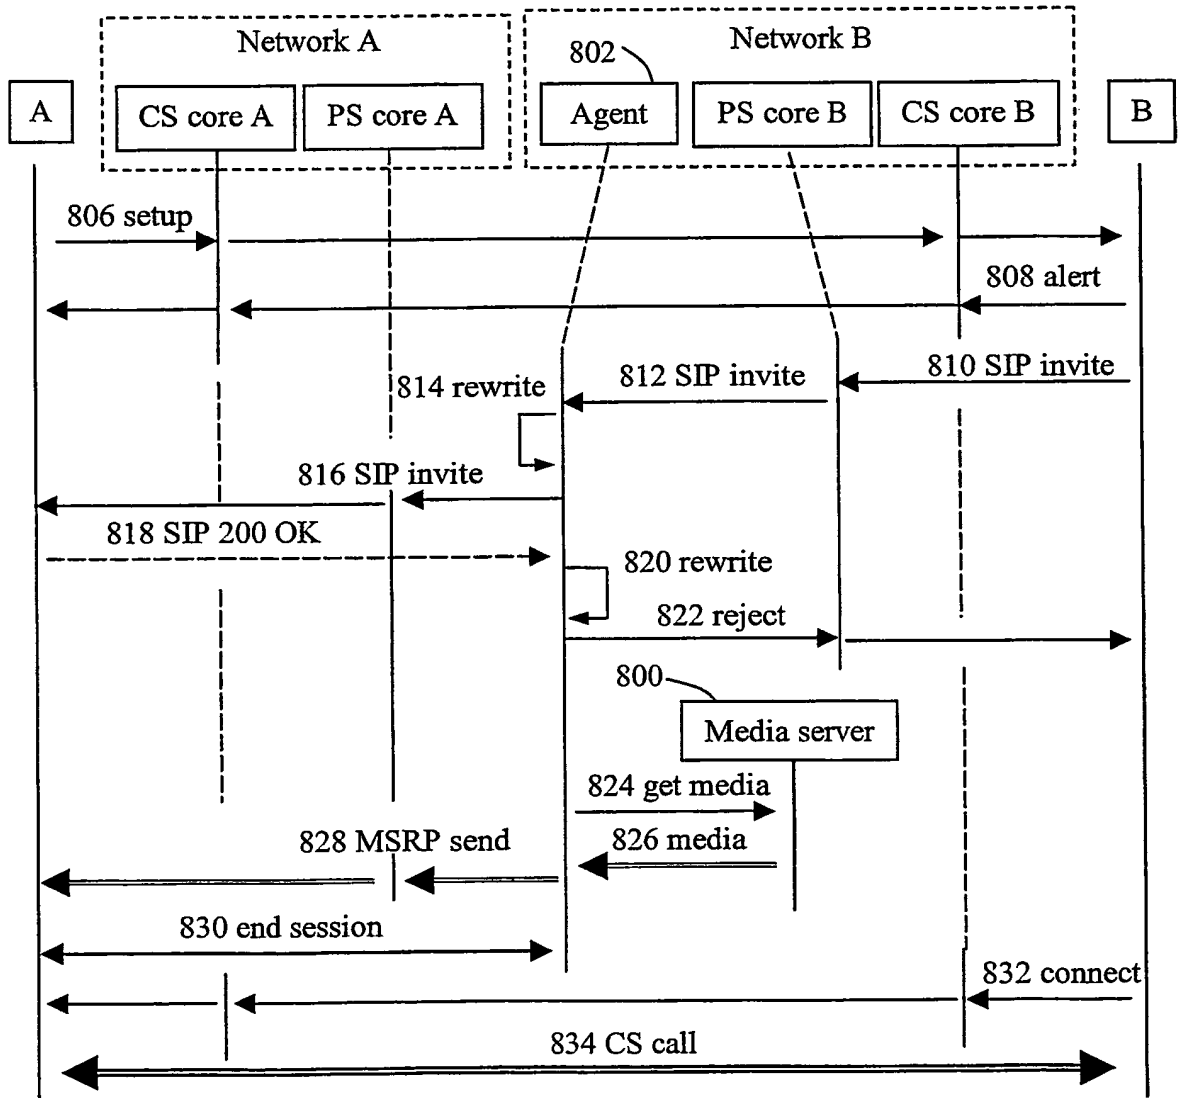 Network A
Network B
802
A
CS core A
PS core A
Agent
PS core B
CS core B
B
806 setup
808 alert
810 SIP invite
812 SIP invite
814 rewrite
816 SIP invite
818 SIP 200 OK
820 rewrite
822 reject
800
Media server
824 get media
826 media
828 MSRP send
830 end session
832 connect
834 CS call